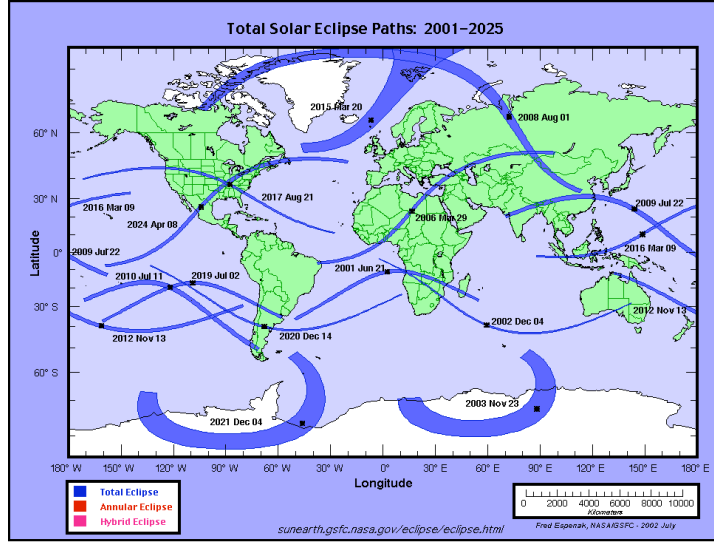 Total Solar Eclipse Paths: 2001–2025
2015 Mar 20
2008 Aug 01
60° N
2017 Aug 21
2016 Mar 09
2009 Jul 22
30° N
2024 Apr 08
2006 Mar 29
2016 Mar 09
0°
2009 Jul 22
2010 Jul 11
2019 Jul 02
2001 Jun 21
30° S
2012 Nov 13
2020 Dec 14
2002 Dec 04
2012 Nov 13
60° S
2021 Dec 04
2003 Nov 23
Latitude
180° W
150° W
120° W
90° W
60° W
30° W
0°
30° E
60° E
90° E
120° E
150° E
180 E
Longitude
Total Eclipse
Annular Eclipse
Hybrid Eclipse
0 2000 4000 6000 8000 10000
Kilometers
sunearth.gsfc.nasa.gov/eclipse/eclipse.html
Fred Espenak, NASA/GSFC - 2002 July